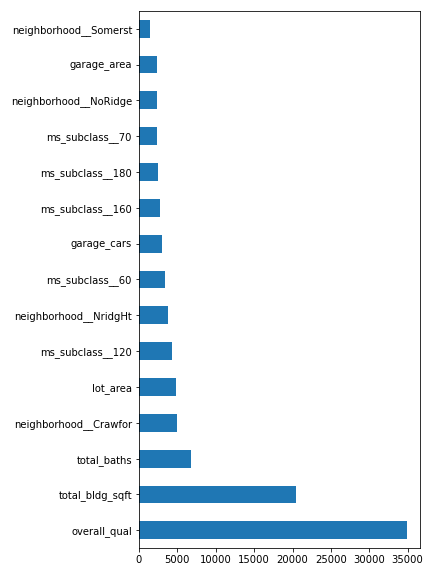 neighborhood__Somerst
garage_area
neighborhood__NoRidge
ms_subclass__70
ms_subclass__180
ms_subclass__160
garage_cars
ms_subclass__60
neighborhood__NridgHt
ms_subclass__120
lot_area
neighborhood__Crawfor
total_baths
total_bldg_sqft
overall_qual
0 5000 10000 15000 20000 25000 30000 35000